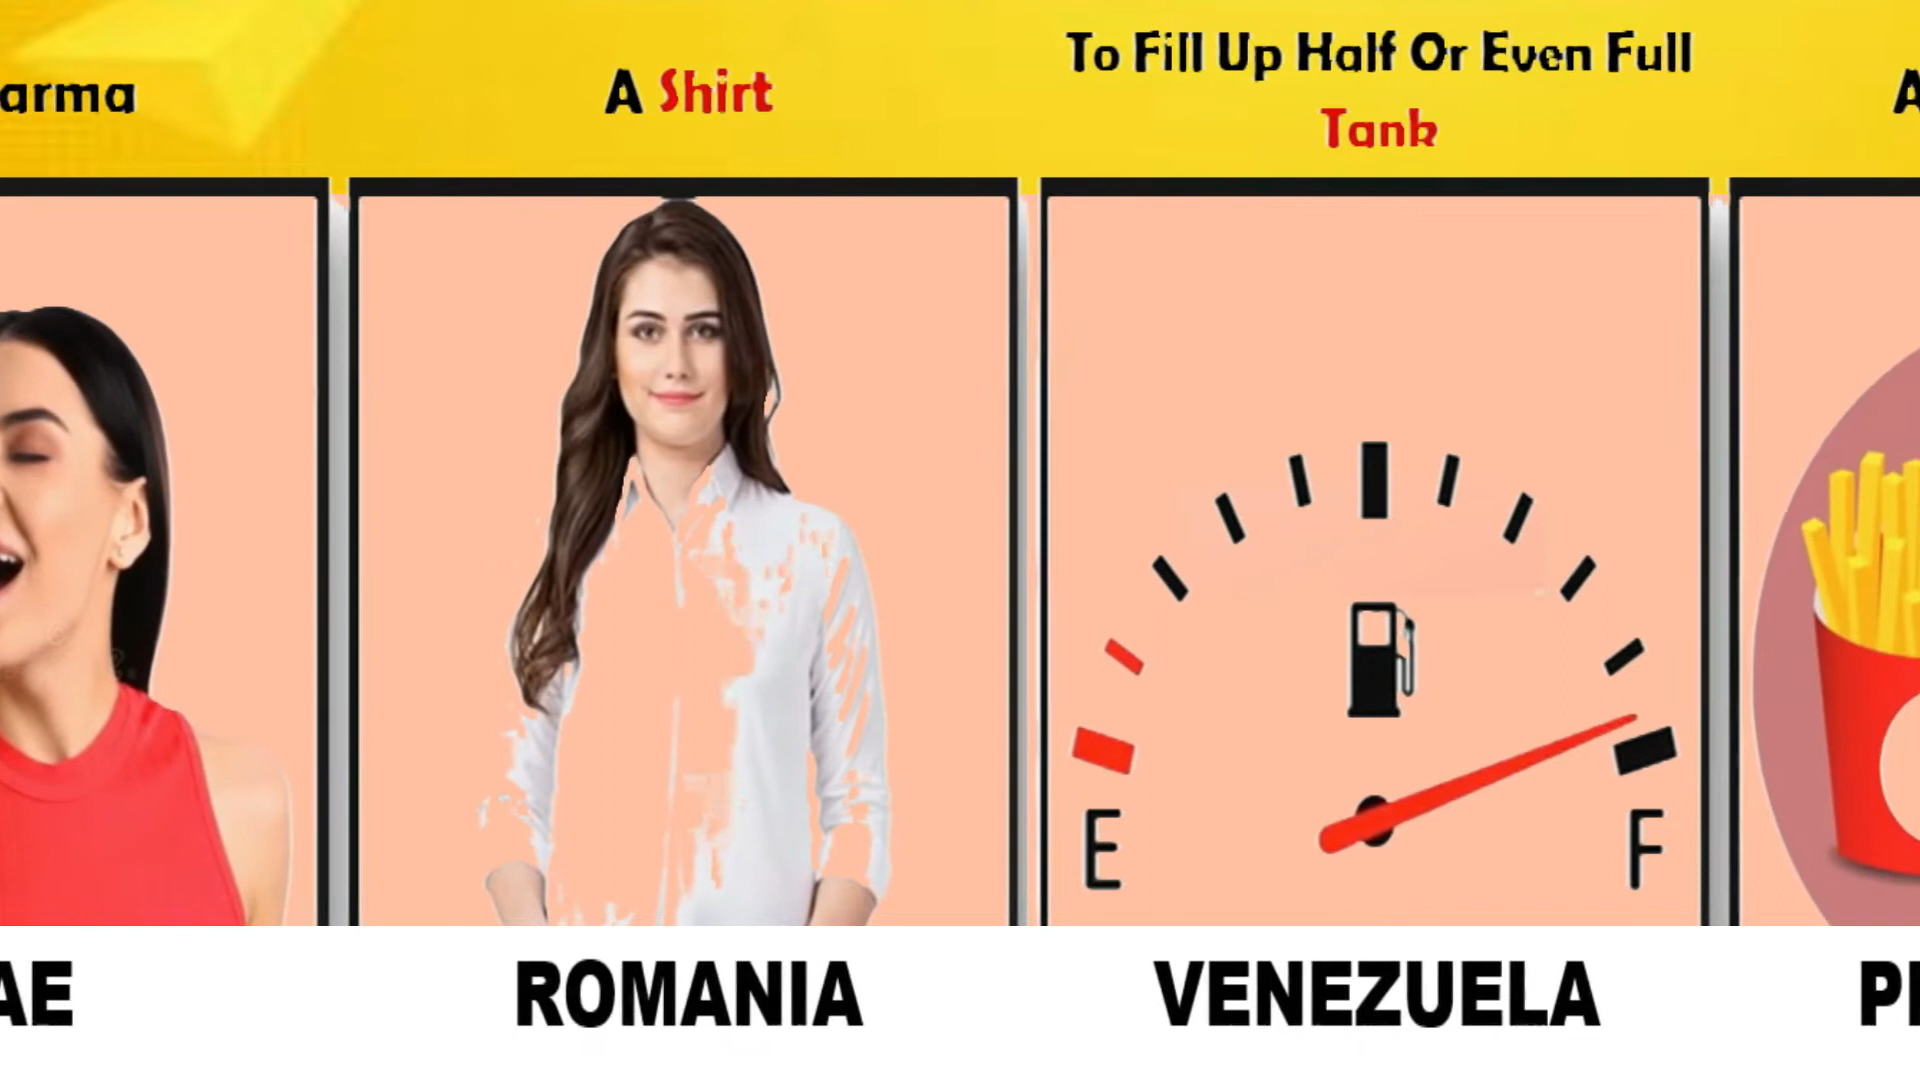 arma
A Shirt
To Fill Up Half Or Even Full
Tank
A
E
F
AE
ROMANIA
VENEZUELA